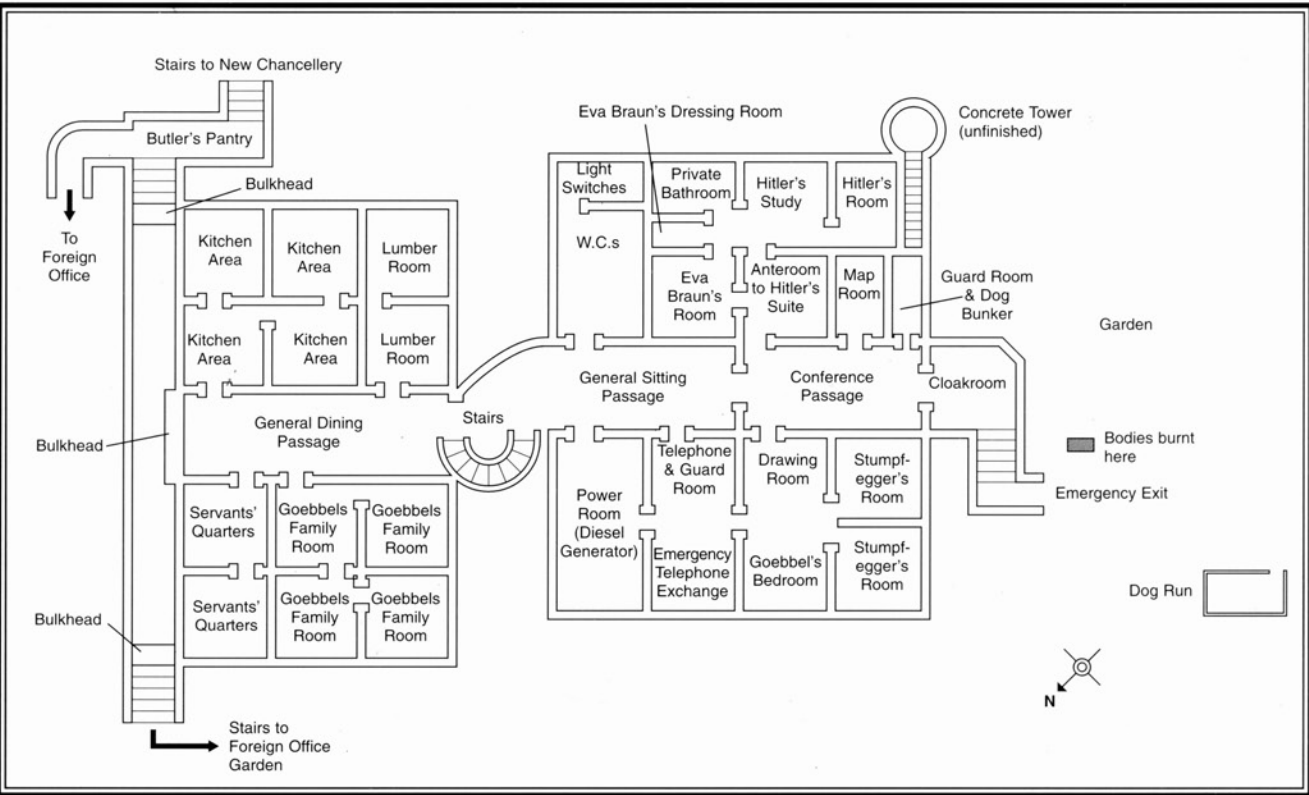 Stairs to New Chancellery
Butler's Pantry
Bulkhead
To
Foreign
Office
Kitchen
Area
Kitchen
Area
Lumber
Room
Kitchen
Area
Kitchen
Area
Lumber
Room
General Dining
Passage
Bulkhead
Stairs
Servants'
Quarters
Goebbels
Family
Room
Goebbels
Family
Room
Servants'
Quarters
Goebbels
Family
Room
Goebbels
Family
Room
Bulkhead
Stairs to
Foreign Office
Garden
Eva Braun's Dressing Room
Light
Switches
Private
Bathroom
Hitler's
Study
Hitler's
Room
Concrete Tower
(unfinished)
W.C.s
Eva
Braun's
Room
Anteroom
to Hitler's
Suite
Map
Room
Guard Room
& Dog
Bunker
Garden
General Sitting
Passage
Conference
Passage
Cloakroom
Power
Room
(Diesel
Generator)
Telephone
& Guard
Room
Drawing
Room
Stumpf-
egger's
Room
Bodies burnt
here
Emergency Exit
Emergency
Telephone
Exchange
Goebbel's
Bedroom
Stumpf-
egger's
Room
Dog Run
N